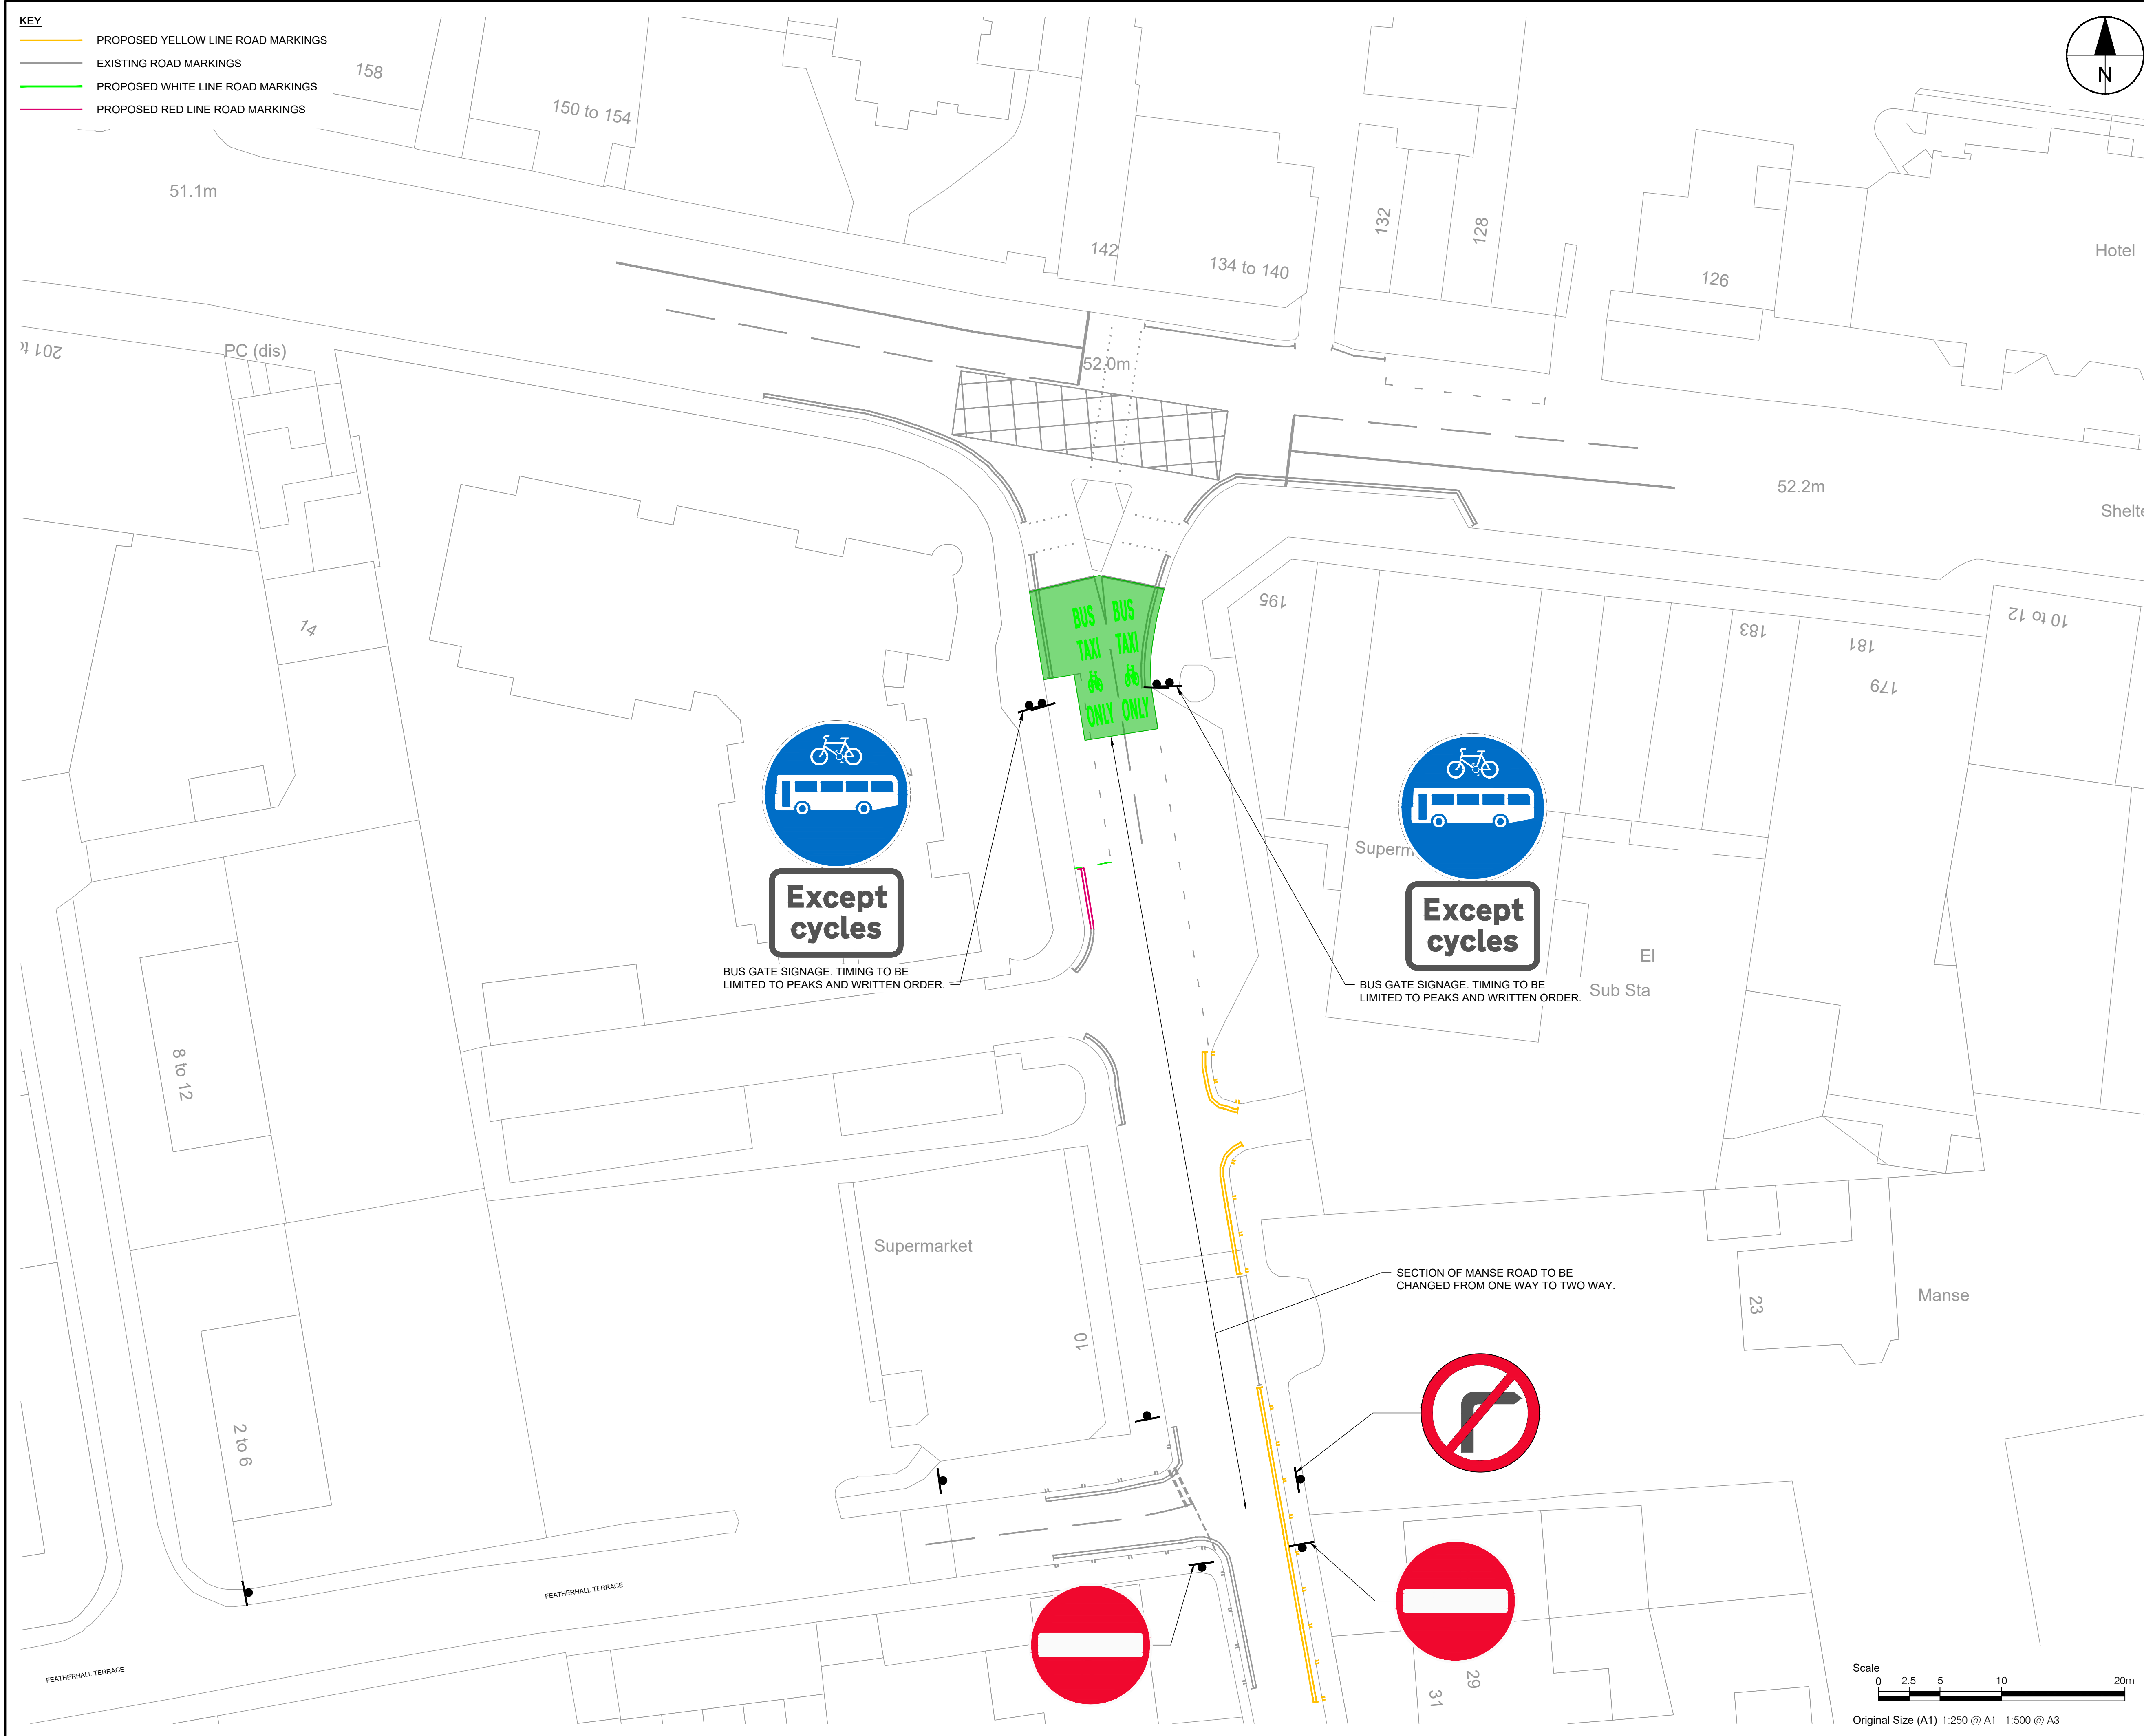 KEY
PROPOSED YELLOW LINE ROAD MARKINGS
EXISTING ROAD MARKINGS
PROPOSED WHITE LINE ROAD MARKINGS
PROPOSED RED LINE ROAD MARKINGS
N
158
150 to 154
51.1m
142
134 to 140
132
128
126
Hotel
201 t
PC (dis)
52.0m
52.2m
Shelte
14
195
183
181
179
10 to 12
BUS BUS
TAXI TAXI
ONLY ONLY
Except
cycles
BUS GATE SIGNAGE. TIMING TO BE
LIMITED TO PEAKS AND WRITTEN ORDER.
Superm
Except
cycles
BUS GATE SIGNAGE. TIMING TO BE
LIMITED TO PEAKS AND WRITTEN ORDER.
El
Sub Sta
8 to 12
Supermarket
10
SECTION OF MANSE ROAD TO BE
CHANGED FROM ONE WAY TO TWO WAY.
23
Manse
2 to 6
FEATHERHALL TERRACE
FEATHERHALL TERRACE
29
31
Scale
0 2.5 5 10 20m
Original Size (A1) 1:250 @ A1 1:500 @ A3